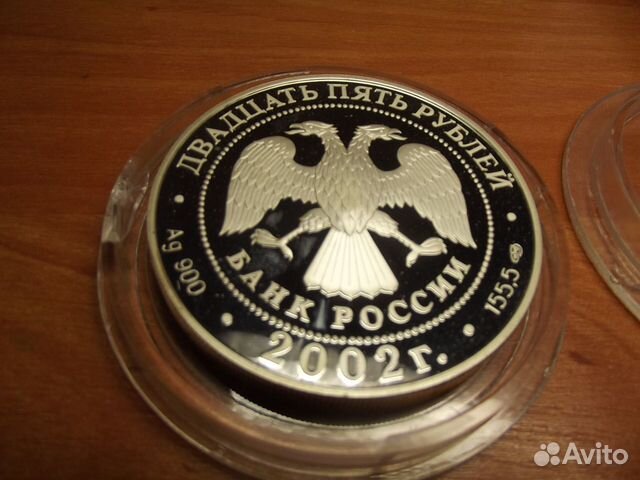 ДВАДЦАТЬ ПЯТЬ РУБЛЕЙ
БАНК РОССИИ
Ag 900
155,5
2002 г.
Avito